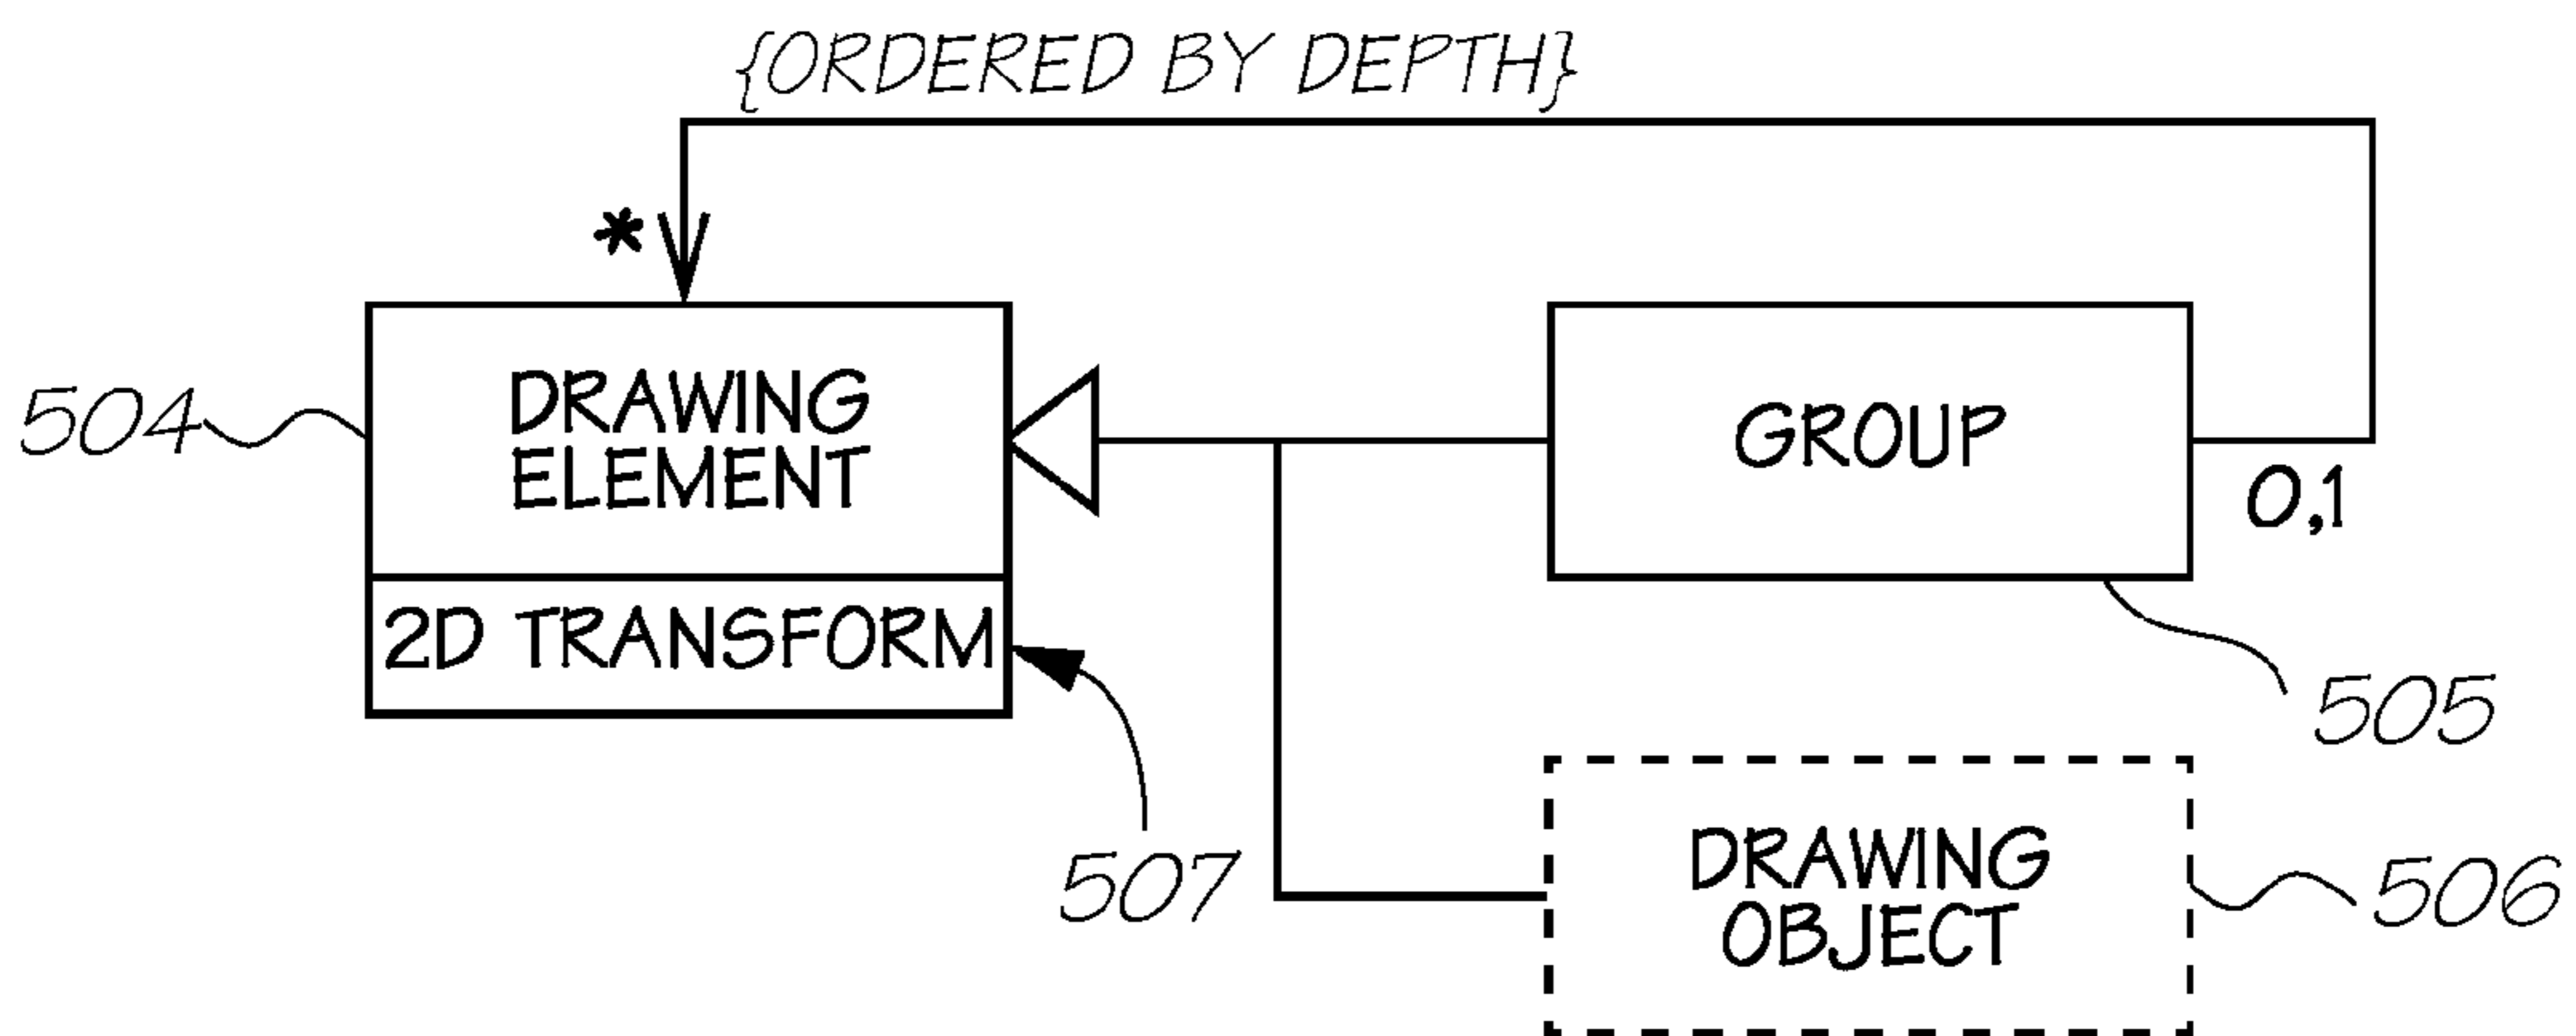 {ORDERED BY DEPTH}
*
504
DRAWING
ELEMENT
GROUP
0,1
2D TRANSFORM
505
507
DRAWING
OBJECT
506